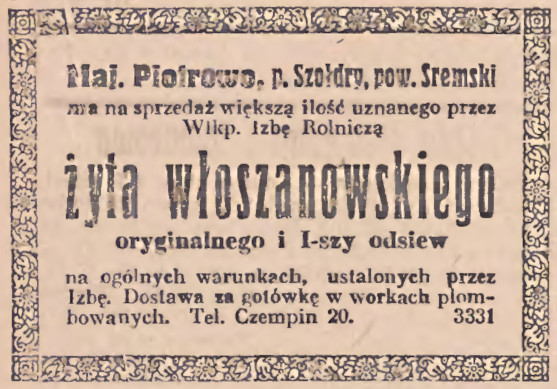 Maj. Piotrowo, p. Szołdry, pow. Sremski
ma na sprzedaż większą ilość uznanego przez
Wlkp. Izbę Rolniczą
żyta włoszanowskiego
oryginalnego i I-szy odsiew
na ogólnych warunkach, ustalonych przez
Izbę. Dostawa za gotówkę w workach plom-
bowanych. Tel. Czempin 20. 3331